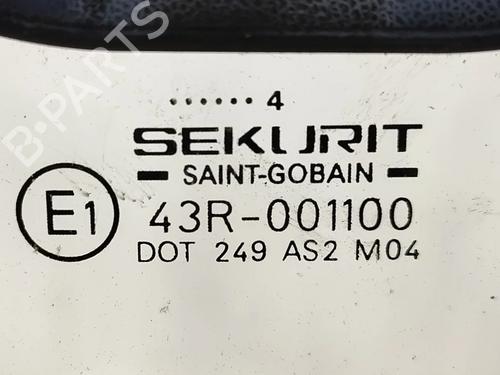 ...... 4
SEKURIT
SAINT-GOBAIN
E1 43R-001100
DOT 249 AS2 M04
B-PARTS